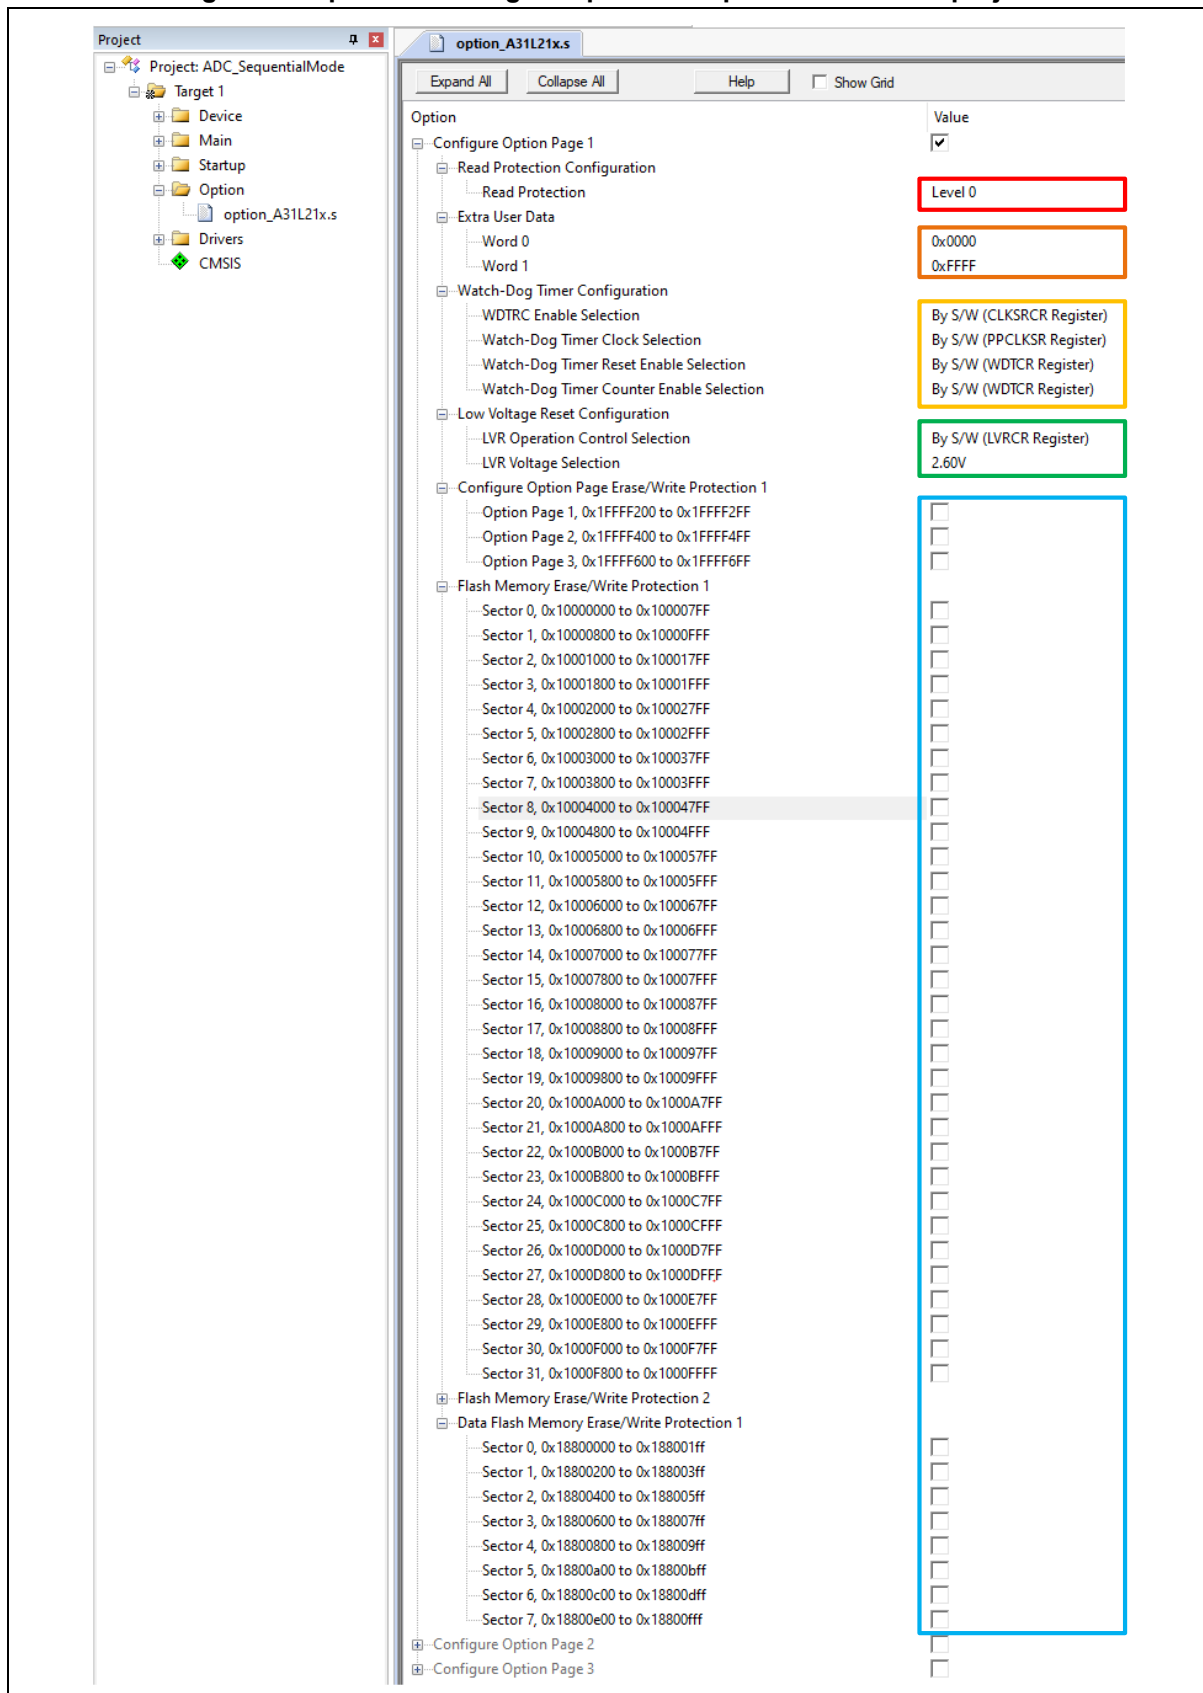 Project
Project: ADC_SequentialMode
Target 1
Device
Main
Startup
Option
option_A31L21x.s
Drivers
CMSIS
option_A31L21x.s
Expand All Collapse All Help Show Grid
Option Value
Configure Option Page 1
Read Protection Configuration
Read Protection Level 0
Extra User Data
Word 0 0x0000
Word 1 0xFFFF
Watch-Dog Timer Configuration
WDTRC Enable Selection By S/W (CLKSRCR Register)
Watch-Dog Timer Clock Selection By S/W (PPCLKSR Register)
Watch-Dog Timer Reset Enable Selection By S/W (WDTCR Register)
Watch-Dog Timer Counter Enable Selection By S/W (WDTCR Register)
Low Voltage Reset Configuration
LVR Operation Control Selection By S/W (LVRCR Register)
LVR Voltage Selection 2.60V
Configure Option Page Erase/Write Protection 1
Option Page 1, 0x1FFFF200 to 0x1FFFF2FF
Option Page 2, 0x1FFFF400 to 0x1FFFF4FF
Option Page 3, 0x1FFFF600 to 0x1FFFF6FF
Flash Memory Erase/Write Protection 1
Sector 0, 0x10000000 to 0x100007FF
Sector 1, 0x10000800 to 0x10000FFF
Sector 2, 0x10001000 to 0x100017FF
Sector 3, 0x10001800 to 0x10001FFF
Sector 4, 0x10002000 to 0x100027FF
Sector 5, 0x10002800 to 0x10002FFF
Sector 6, 0x10003000 to 0x100037FF
Sector 7, 0x10003800 to 0x10003FFF
Sector 8, 0x10004000 to 0x100047FF
Sector 9, 0x10004800 to 0x10004FFF
Sector 10, 0x10005000 to 0x100057FF
Sector 11, 0x10005800 to 0x10005FFF
Sector 12, 0x10006000 to 0x100067FF
Sector 13, 0x10006800 to 0x10006FFF
Sector 14, 0x10007000 to 0x100077FF
Sector 15, 0x10007800 to 0x10007FFF
Sector 16, 0x10008000 to 0x100087FF
Sector 17, 0x10008800 to 0x10008FFF
Sector 18, 0x10009000 to 0x100097FF
Sector 19, 0x10009800 to 0x10009FFF
Sector 20, 0x1000A000 to 0x1000A7FF
Sector 21, 0x1000A800 to 0x1000AFFF
Sector 22, 0x1000B000 to 0x1000B7FF
Sector 23, 0x1000B800 to 0x1000BFFF
Sector 24, 0x1000C000 to 0x1000C7FF
Sector 25, 0x1000C800 to 0x1000CFFF
Sector 26, 0x1000D000 to 0x1000D7FF
Sector 27, 0x1000D800 to 0x1000DFFF
Sector 28, 0x1000E000 to 0x1000E7FF
Sector 29, 0x1000E800 to 0x1000EFFF
Sector 30, 0x1000F000 to 0x1000F7FF
Sector 31, 0x1000F800 to 0x1000FFFF
Flash Memory Erase/Write Protection 2
Data Flash Memory Erase/Write Protection 1
Sector 0, 0x18800000 to 0x188001ff
Sector 1, 0x18800200 to 0x188003ff
Sector 2, 0x18800400 to 0x188005ff
Sector 3, 0x18800600 to 0x188007ff
Sector 4, 0x18800800 to 0x188009ff
Sector 5, 0x18800a00 to 0x18800bff
Sector 6, 0x18800c00 to 0x18800dff
Sector 7, 0x18800e00 to 0x18800fff
Configure Option Page 2
Configure Option Page 3